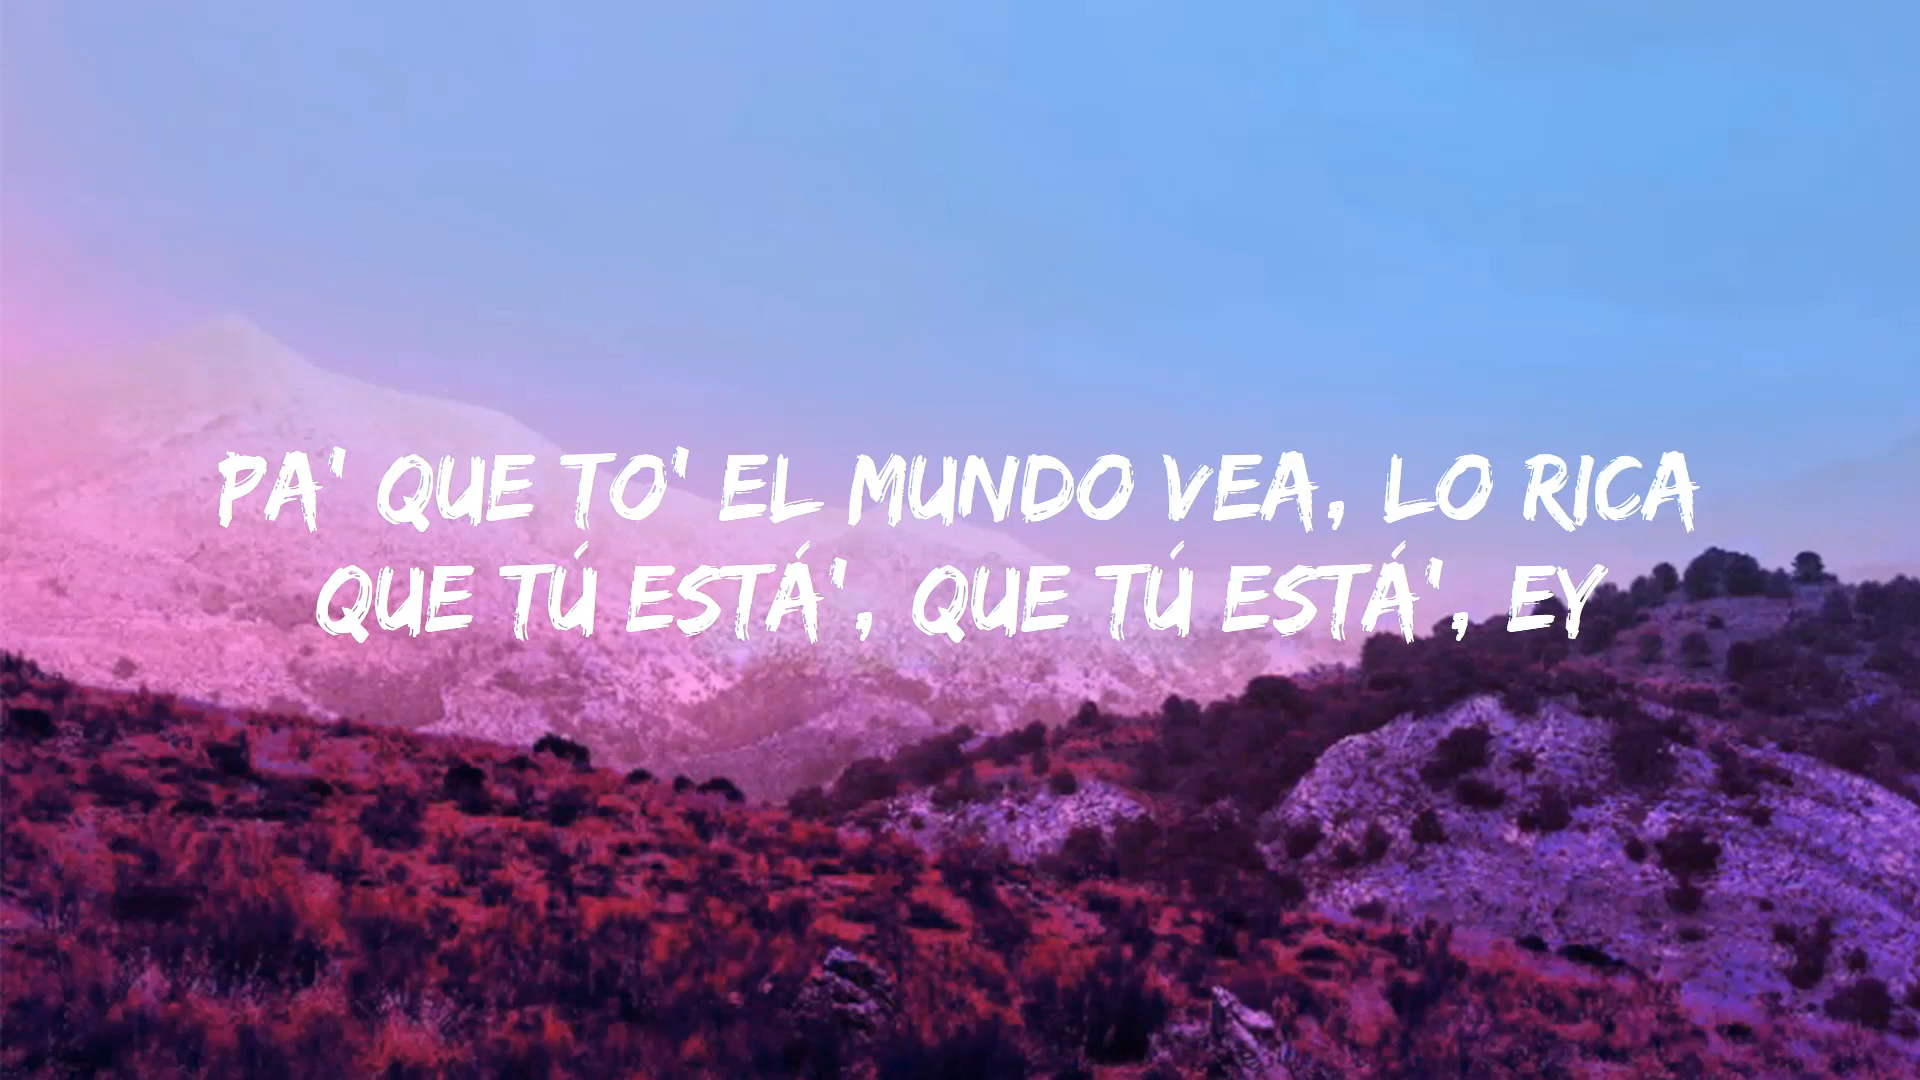 PA' QUE TO' EL MUNDO VEA, LO RICA
QUE TÚ ESTÁ', QUE TÚ ESTÁ', EY